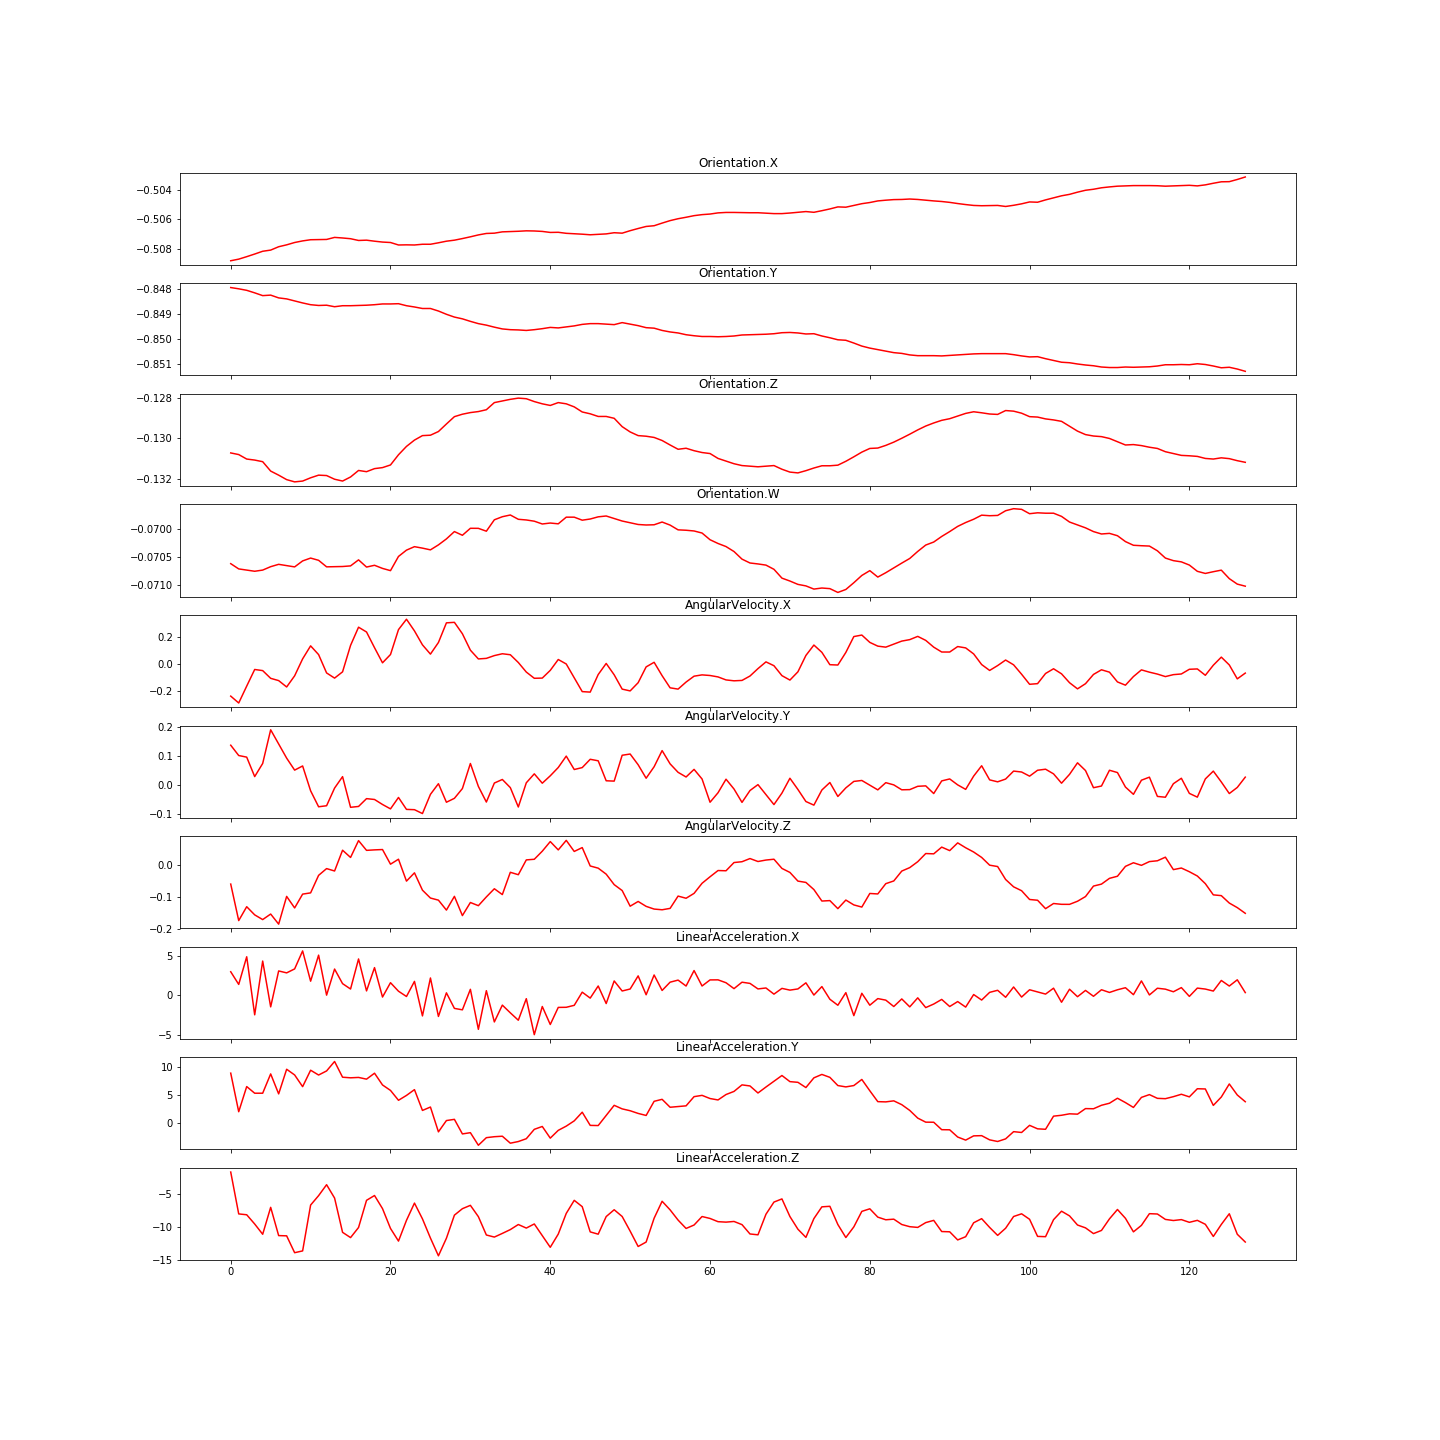 Orientation.X
−0.504
−0.506
−0.508
Orientation.Y
−0.848
−0.849
−0.850
−0.851
Orientation.Z
−0.128
−0.130
−0.132
Orientation.W
−0.0700
−0.0705
−0.0710
AngularVelocity.X
0.2
0.0
−0.2
AngularVelocity.Y
0.2
0.1
0.0
−0.1
AngularVelocity.Z
0.0
−0.1
−0.2
LinearAcceleration.X
5
0
−5
LinearAcceleration.Y
10
5
0
LinearAcceleration.Z
−5
−10
−15
0 20 40 60 80 100 120